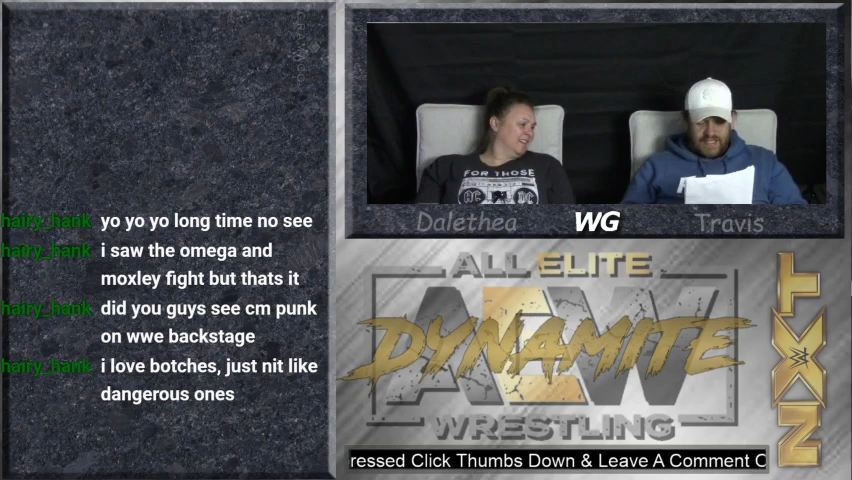 hairy_hank yo yo yo long time no see
hairy_hank i saw the omega and
moxley fight but thats it
hairy_hank did you guys see cm punk
on wwe backstage
hairy_hank i love botches, just nit like
dangerous ones
FOR THOSE
Dalethea WG Travis
ALL ELITE
AEW
DYNAMITE
WRESTLING
NXT
W
ressed Click Thumbs Down & Leave A Comment